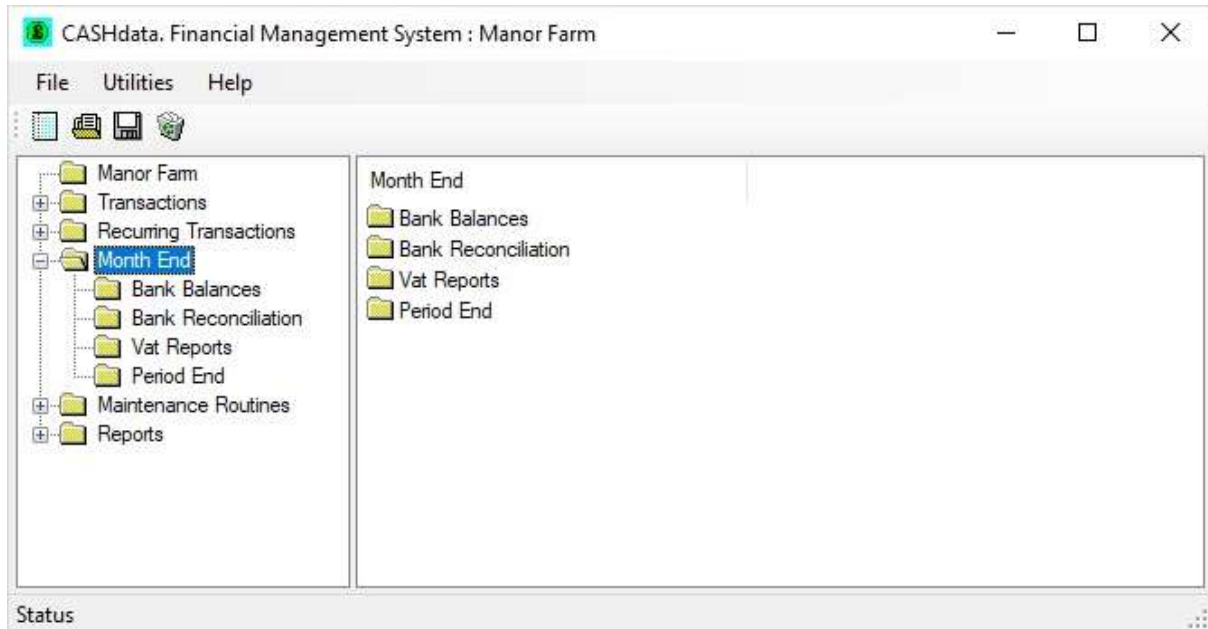 CASHdata. Financial Management System : Manor Farm
File Utilities Help
Manor Farm
Transactions
Recurring Transactions
Month End
Bank Balances
Bank Reconciliation
Vat Reports
Period End
Maintenance Routines
Reports
Month End
Bank Balances
Bank Reconciliation
Vat Reports
Period End
Status